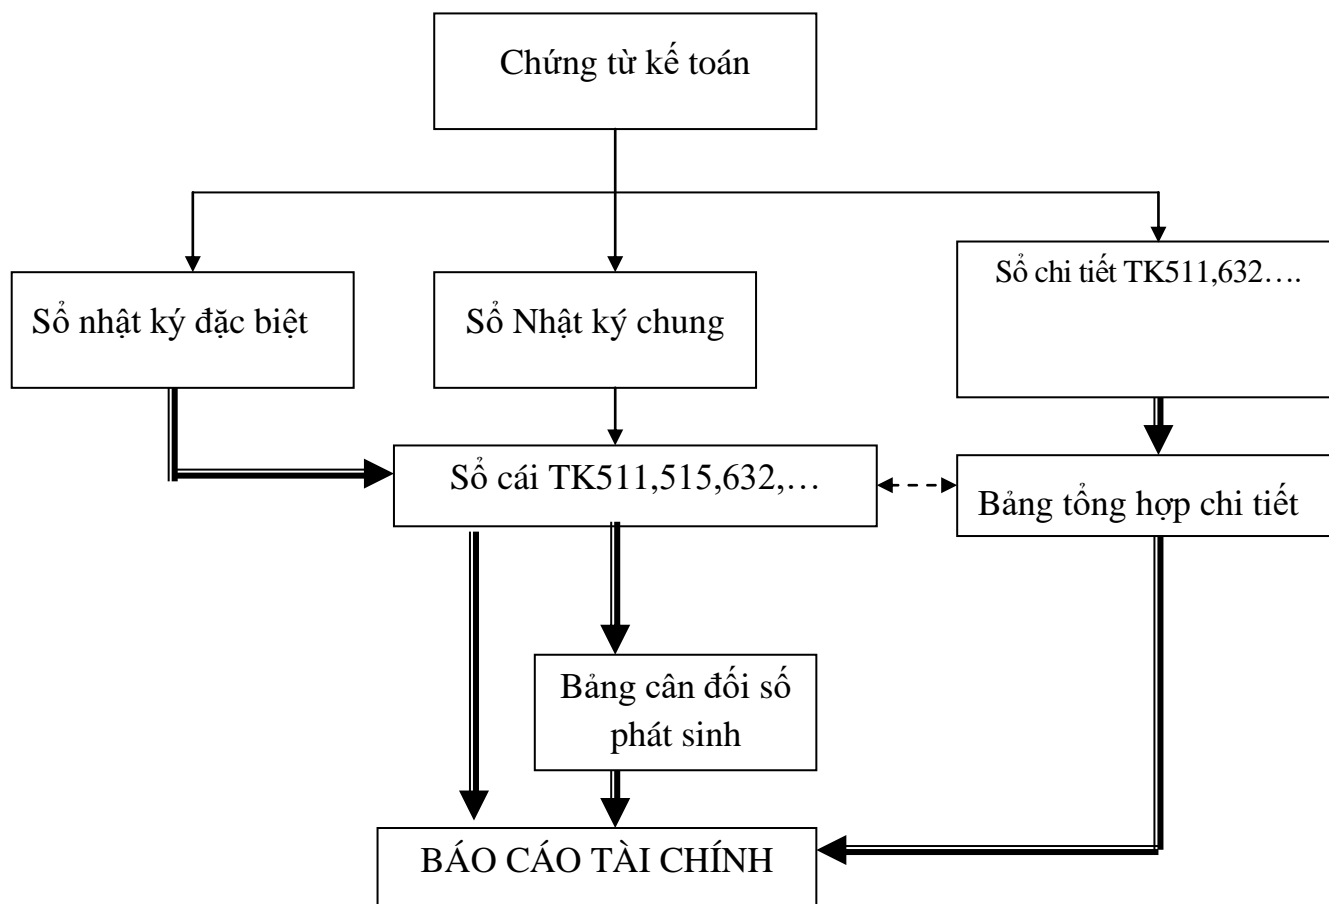 Chứng từ kế toán
Sổ nhật ký đặc biệt
Sổ Nhật ký chung
Sổ chi tiết TK511,632….
Sổ cái TK511,515,632,…
Bảng tổng hợp chi tiết
Bảng cân đối số
phát sinh
BÁO CÁO TÀI CHÍNH